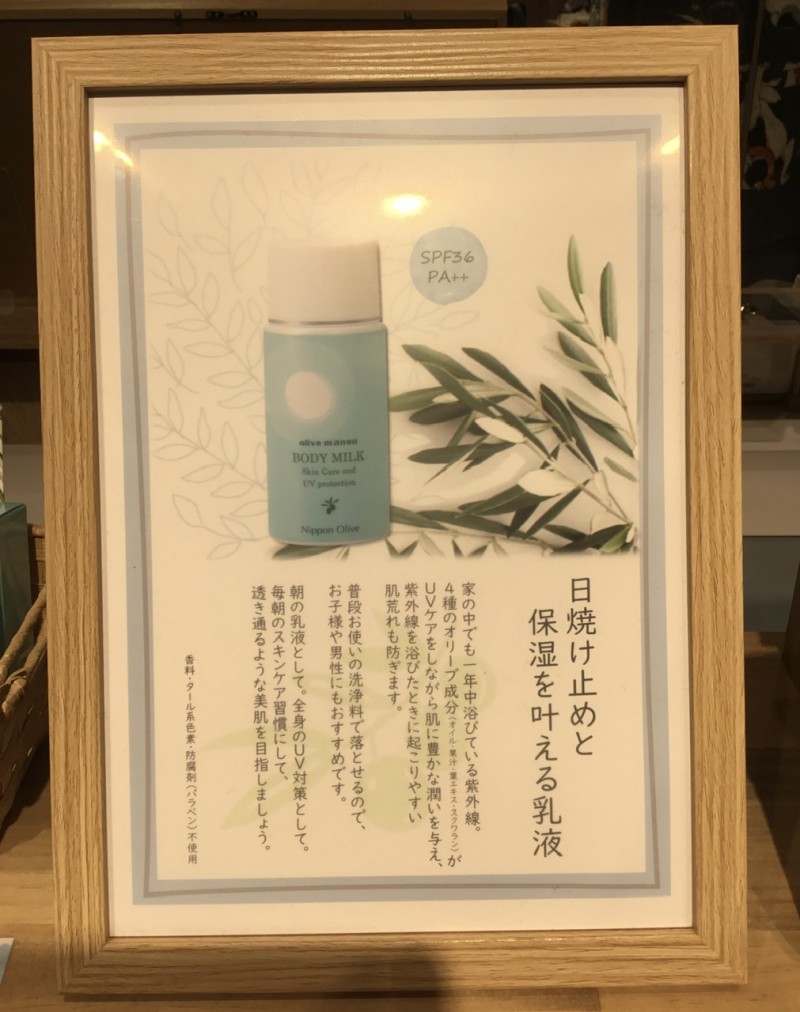 SPF36
PA++
olive manon
BODY MILK
Skin Care and
UV protection
Nippon Olive
日焼け止めと
保湿を叶える乳液
家の中でも一年中浴びている紫外線。
4種のオリーブ成分(オイル・果汁・葉エキス・スクワラン)が
UVケアをしながら肌に豊かな潤いを与え、
紫外線を浴びたときに起こりやすい
肌荒れも防ぎます。
普段お使いの洗浄料で落とせるので、
お子様や男性にもおすすめです。
朝の乳液として。全身のUV対策として。
毎朝のスキンケア習慣にして、
透き通るような美肌を目指しましょう。
香料・タール系色素・防腐剤(パラベン)不使用